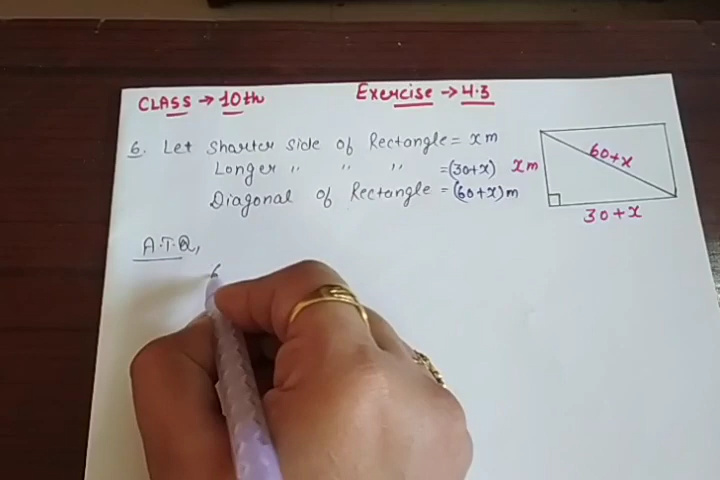 CLASS → 10th Exercise → 4.3
6. Let shorter side of Rectangle = x m
Longer " " " = (30+x)
Diagonal of Rectangle = (60+x) m
x m
60+x
30+x
A.T.Q,